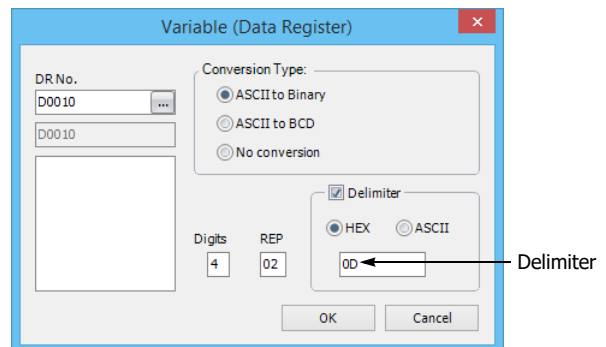 Variable (Data Register)
DR No.
D0010
...
D0010
Conversion Type:
ASCII to Binary
ASCII to BCD
No conversion
Delimiter
HEX
ASCII
Digits
REP
4
02
0D
Delimiter
OK
Cancel